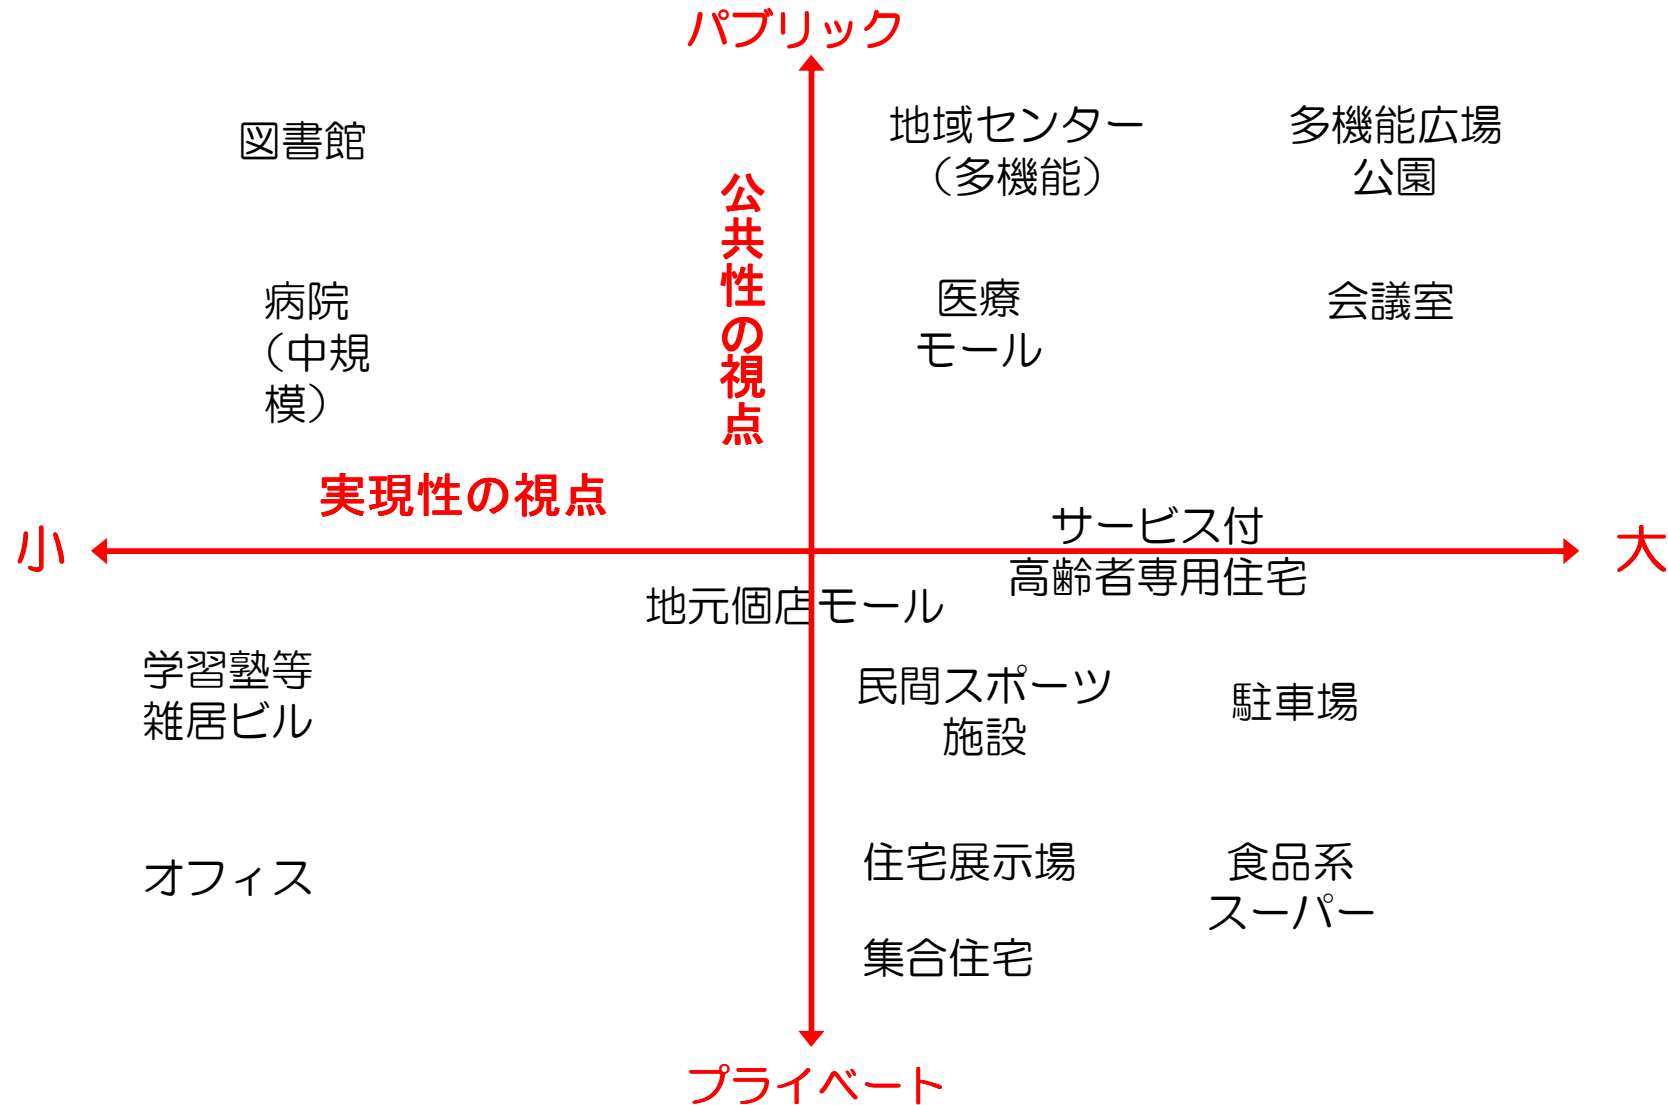 パブリック
図書館
地域センター
（多機能）
多機能広場
公園
公共性の視点
病院
（中規
模）
医療
モール
会議室
実現性の視点
小
大
サービス付
高齢者専用住宅
地元個店モール
学習塾等
雑居ビル
民間スポーツ
施設
駐車場
オフィス
住宅展示場
食品系
スーパー
集合住宅
プライベート